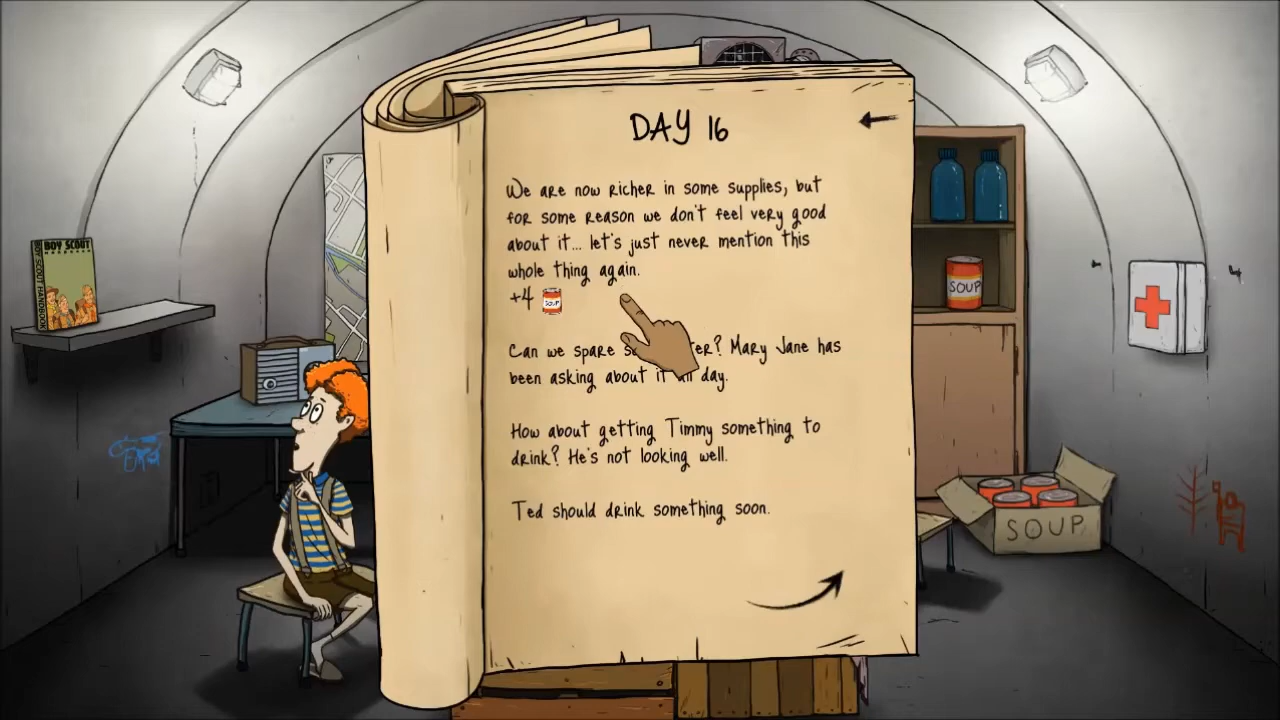 DAY 16
We are now richer in some supplies, but
for some reason we don't feel very good
about it... let's just never mention this
whole thing again.
+4 SOUP
Can we spare ? Mary Jane has
been asking about it all day.
How about getting Timmy something to
drink? He's not looking well.
Ted should drink something soon.
BOY SCOUT
BOY SCOUT HANDBOOK
SOUP
SOUP